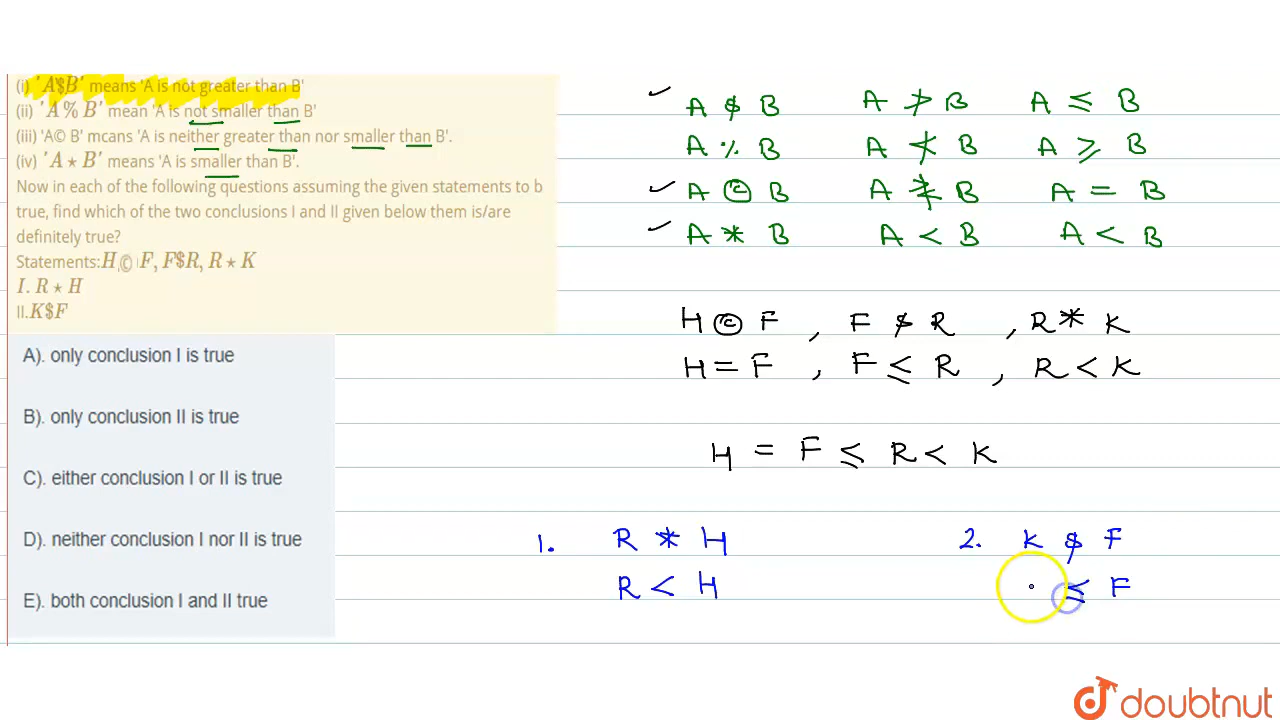 (i) 'A$B' means 'A is not greater than B'
(ii) 'A % B' mean 'A is not smaller than B'
(iii) 'A© B' mcans 'A is neither greater than nor smaller than B'.
(iv) 'A ⋆ B' means 'A is smaller than B'.
Now in each of the following questions assuming the given statements to b
true, find which of the two conclusions I and II given below them is/are
definitely true?
Statements:H,© F, F$R, R ⋆ K
I. R ⋆ H
II.K$F
A). only conclusion I is true
B). only conclusion II is true
C). either conclusion I or II is true
D). neither conclusion I nor II is true
E). both conclusion I and II true
✓ A $ B A ≯ B A ≤ B
A % B A ≮ B A ≥ B
✓ A © B A ≹ B A = B
✓ A * B A < B A < B
H © F , F $ R , R * K
H = F , F ≤ R , R < K
H = F ≤ R < K
1. R * H 2. K $ F
R < H ≤ F
doubtnut